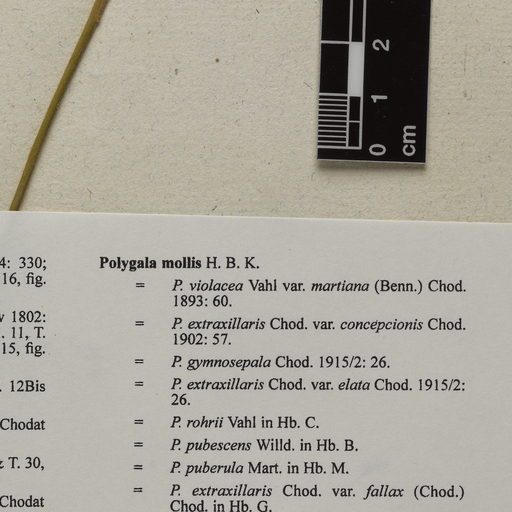 2
1
0
cm
4: 330;
16, fig.
v 1802:
. 11, T.
15, fig.
. 12Bis
Chodat
z T. 30,
Chodat
Polygala mollis H. B. K.
= P. violacea Vahl var. martiana (Benn.) Chod.
1893: 60.
= P. extraxillaris Chod. var. concepcionis Chod.
1902: 57.
= P. gymnosepala Chod. 1915/2: 26.
= P. extraxillaris Chod. var. elata Chod. 1915/2:
26.
= P. rohrii Vahl in Hb. C.
= P. pubescens Willd. in Hb. B.
= P. puberula Mart. in Hb. M.
= P. extraxillaris Chod. var. fallax (Chod.)
Chod. in Hb. G.